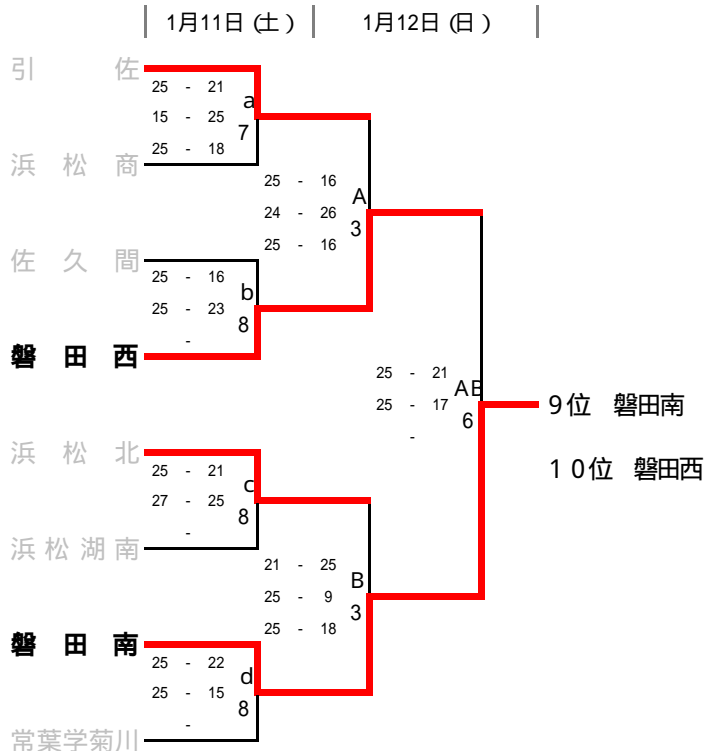 1月11日 (土) 1月12日 (日)
引佐
25 - 21
a
15 - 25
7
25 - 18
浜松商
25 - 16
A
24 - 26
3
25 - 16
佐久間
25 - 16
b
25 - 23
8
-
磐田西
25 - 21
AB
25 - 17
6
-
9位 磐田南
10位 磐田西
浜松北
25 - 21
c
27 - 25
8
-
浜松湖南
21 - 25
B
25 - 9
3
25 - 18
磐田南
25 - 22
d
25 - 15
8
-
常葉学菊川